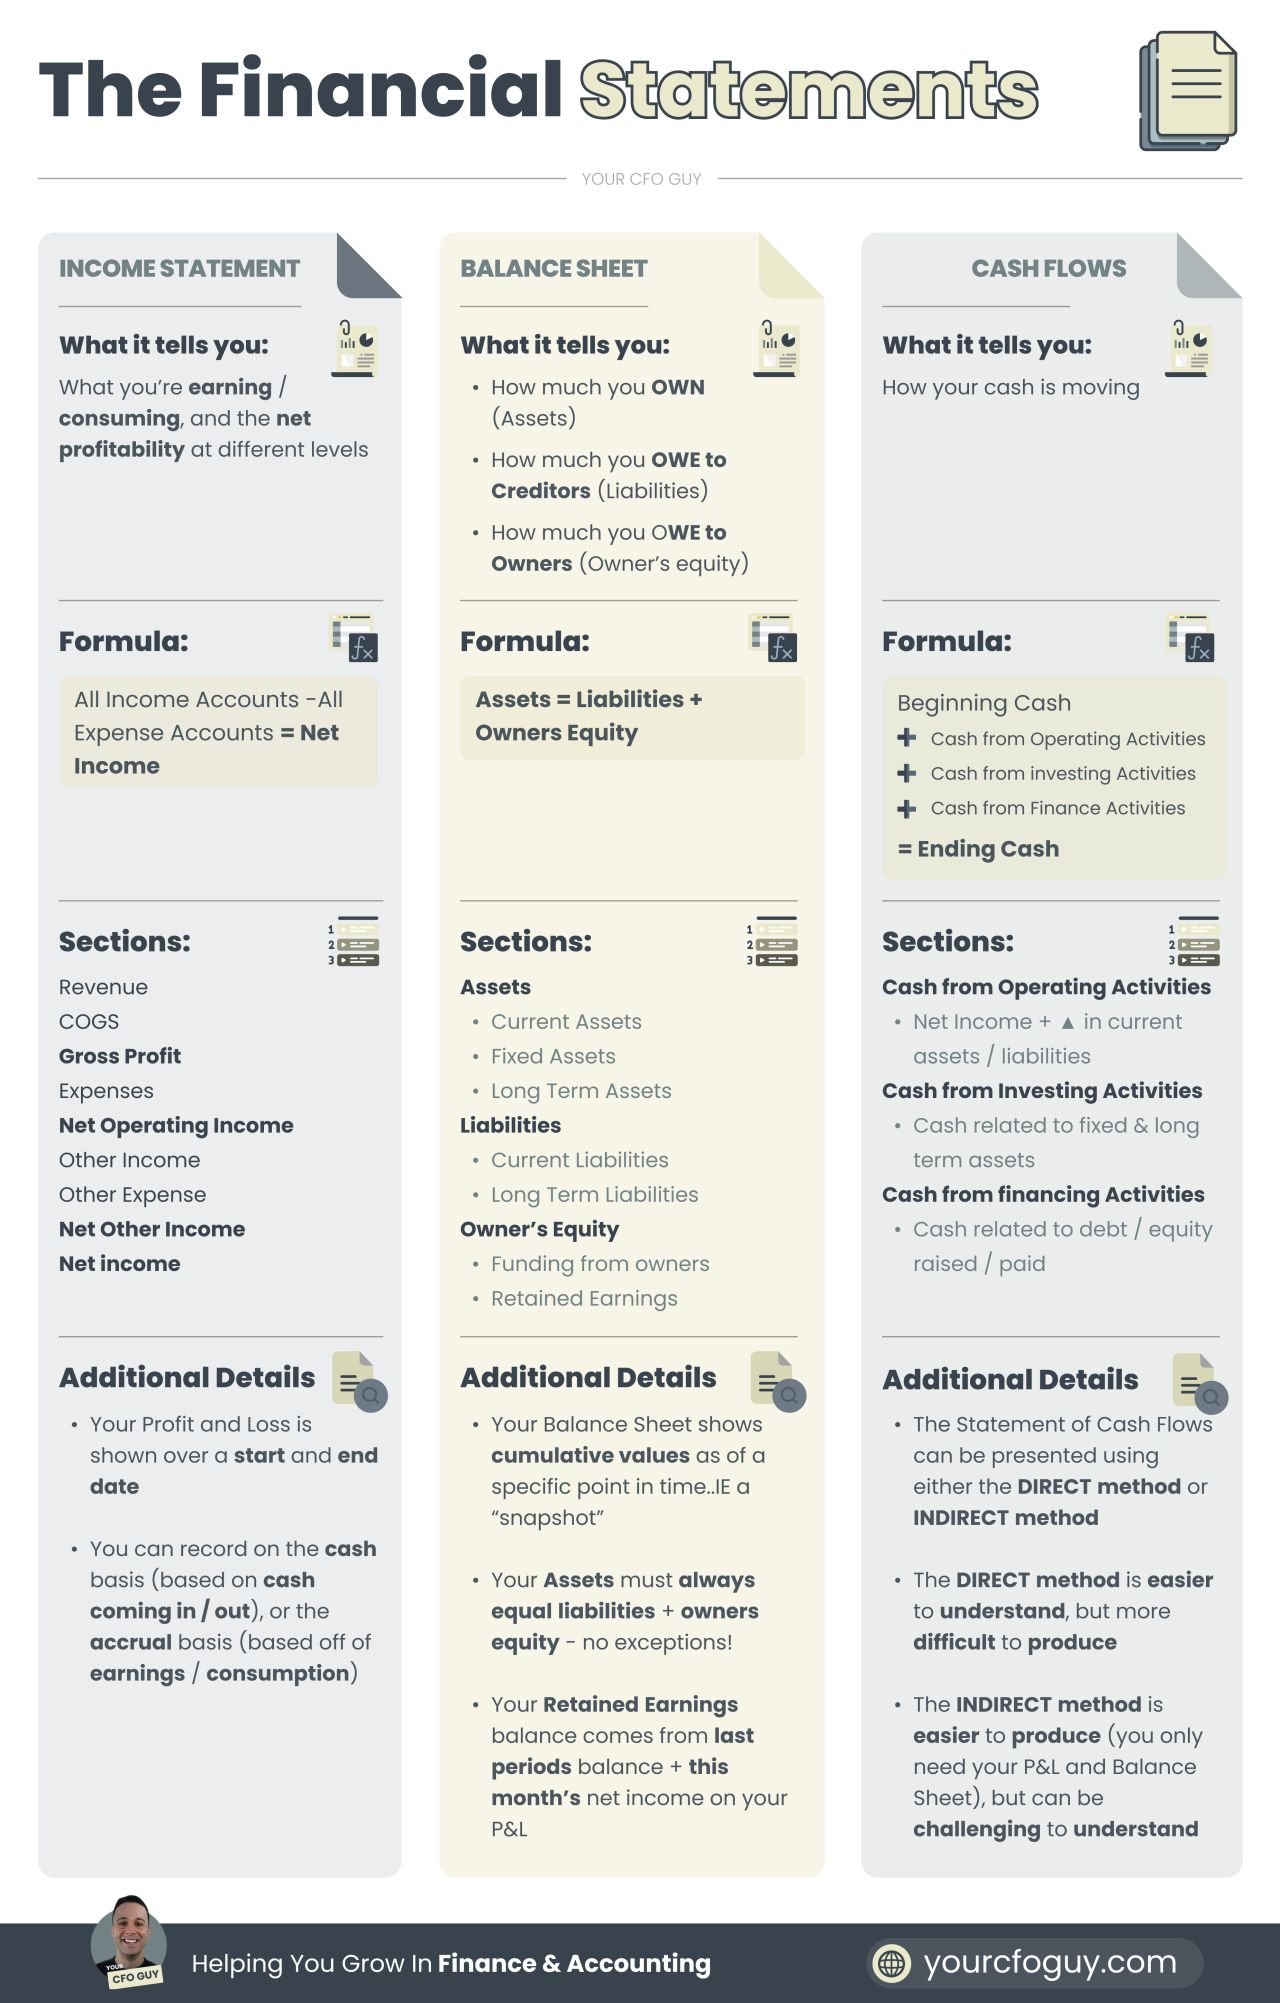 The Financial Statements
YOUR CFO GUY
INCOME STATEMENT
What it tells you:
What you’re earning /
consuming, and the net
profitability at different levels
Formula:
All Income Accounts -All
Expense Accounts = Net
Income
Sections:
1
2
3
Revenue
COGS
Gross Profit
Expenses
Net Operating Income
Other Income
Other Expense
Net Other Income
Net income
Additional Details
• Your Profit and Loss is
shown over a start and end
date
• You can record on the cash
basis (based on cash
coming in / out), or the
accrual basis (based off of
earnings / consumption)
BALANCE SHEET
What it tells you:
• How much you OWN
(Assets)
• How much you OWE to
Creditors (Liabilities)
• How much you OWE to
Owners (Owner’s equity)
Formula:
fx
Assets = Liabilities +
Owners Equity
Sections:
1
2
3
Assets
• Current Assets
• Fixed Assets
• Long Term Assets
Liabilities
• Current Liabilities
• Long Term Liabilities
Owner’s Equity
• Funding from owners
• Retained Earnings
Additional Details
• Your Balance Sheet shows
cumulative values as of a
specific point in time..IE a
“snapshot”
• Your Assets must always
equal liabilities + owners
equity - no exceptions!
• Your Retained Earnings
balance comes from last
periods balance + this
month’s net income on your
P&L
CASH FLOWS
What it tells you:
How your cash is moving
Formula:
fx
Beginning Cash
+ Cash from Operating Activities
+ Cash from investing Activities
+ Cash from Finance Activities
= Ending Cash
Sections:
1
2
3
Cash from Operating Activities
• Net Income + ▲ in current
assets / liabilities
Cash from Investing Activities
• Cash related to fixed & long
term assets
Cash from financing Activities
• Cash related to debt / equity
raised / paid
Additional Details
• The Statement of Cash Flows
can be presented using
either the DIRECT method or
INDIRECT method
• The DIRECT method is easier
to understand, but more
difficult to produce
• The INDIRECT method is
easier to produce (you only
need your P&L and Balance
Sheet), but can be
challenging to understand
YOUR
CFO GUY
Helping You Grow In Finance & Accounting
yourcfoguy.com